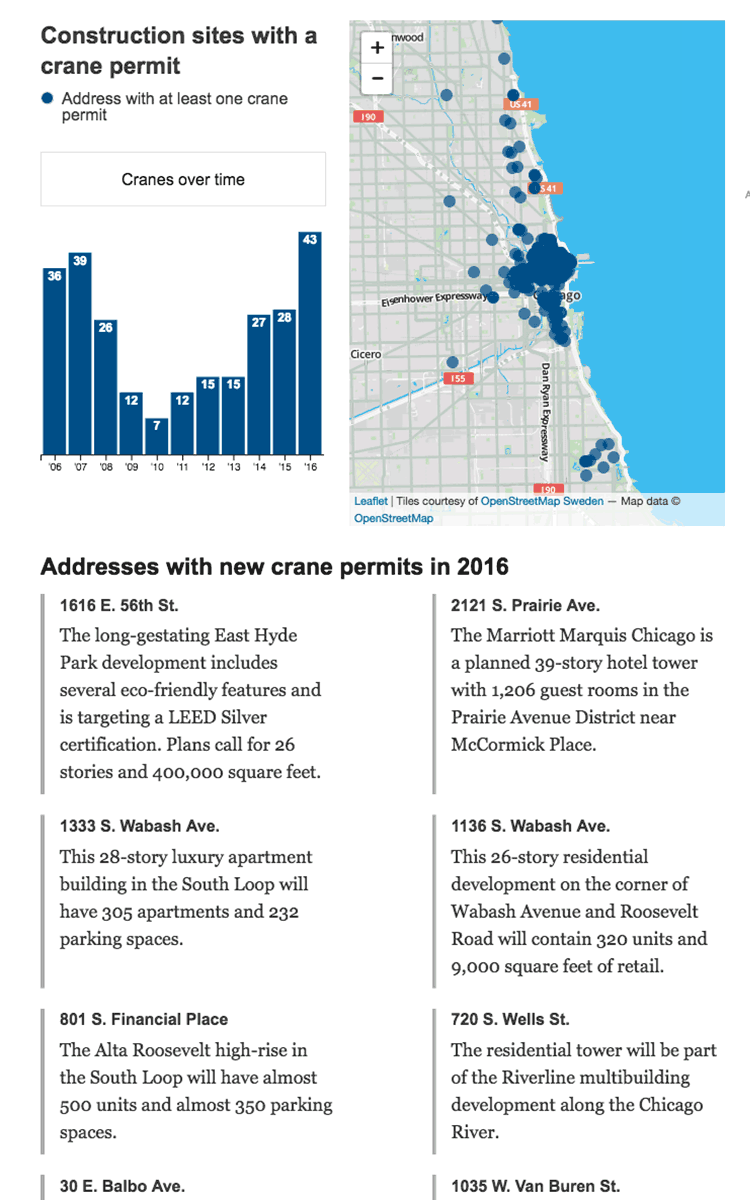 Construction sites with a
crane permit
Address with at least one crane
permit
Cranes over time
36
39
26
12
7
12
15
15
27
28
43
'06
'07
'08
'09
'10
'11
'12
'13
'14
'15
'16
+
−
nwood
190
US 41
S 41
Eisenhower Expressway
Cicero
155
Dan Ryan Expressway
190
Leaflet | Tiles courtesy of OpenStreetMap Sweden — Map data ©
OpenStreetMap
A
Addresses with new crane permits in 2016
1616 E. 56th St.
The long-gestating East Hyde
Park development includes
several eco-friendly features and
is targeting a LEED Silver
certification. Plans call for 26
stories and 400,000 square feet.
2121 S. Prairie Ave.
The Marriott Marquis Chicago is
a planned 39-story hotel tower
with 1,206 guest rooms in the
Prairie Avenue District near
McCormick Place.
1333 S. Wabash Ave.
This 28-story luxury apartment
building in the South Loop will
have 305 apartments and 232
parking spaces.
1136 S. Wabash Ave.
This 26-story residential
development on the corner of
Wabash Avenue and Roosevelt
Road will contain 320 units and
9,000 square feet of retail.
801 S. Financial Place
The Alta Roosevelt high-rise in
the South Loop will have almost
500 units and almost 350 parking
spaces.
720 S. Wells St.
The residential tower will be part
of the Riverline multibuilding
development along the Chicago
River.
30 E. Balbo Ave.
1035 W. Van Buren St.